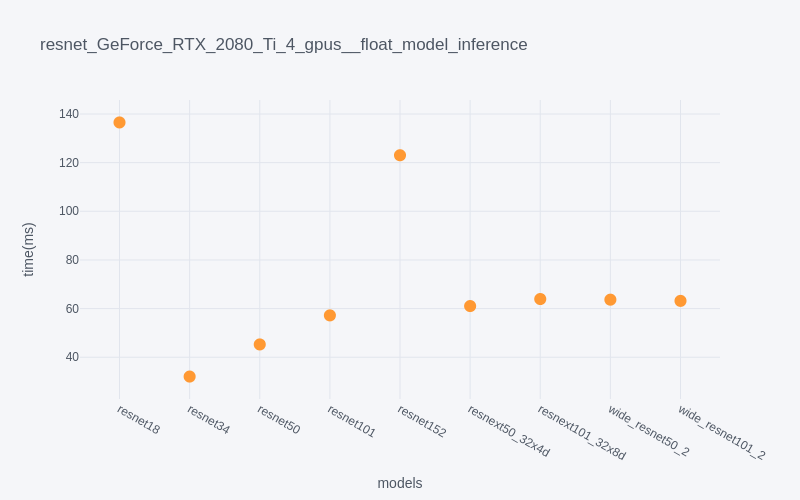 resnet_GeForce_RTX_2080_Ti_4_gpus__float_model_inference
time(ms)
140
120
100
80
60
40
resnet18
resnet34
resnet50
resnet101
resnet152
resnext50_32x4d
resnext101_32x8d
wide_resnet50_2
wide_resnet101_2
models